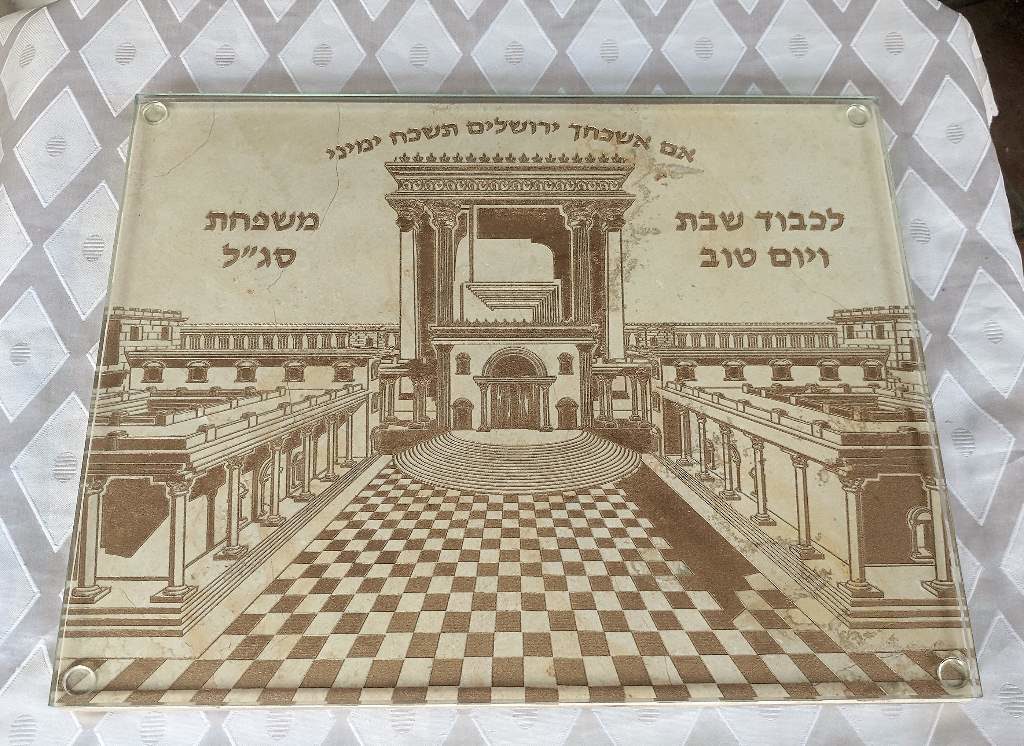 אם אשכחך ירושלים תשכח ימיני
לכבוד שבת
ויום טוב
משפחת
סג״ל